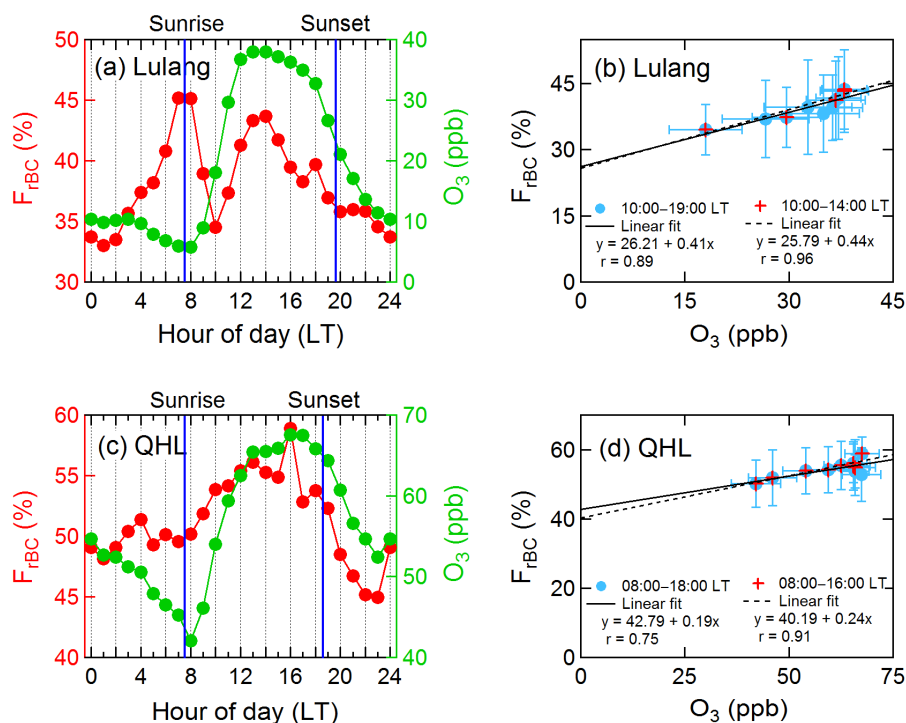 Sunrise Sunset
(a) Lulang
50
45
40
35
30
F_rBC (%)
40
30
20
10
0
O3 (ppb)
0 4 8 12 16 20 24
Hour of day (LT)
(b) Lulang
45
30
15
0
F_rBC (%)
10:00–19:00 LT
Linear fit
y = 26.21 + 0.41x
r = 0.89
10:00–14:00 LT
Linear fit
y = 25.79 + 0.44x
r = 0.96
0 15 30 45
O3 (ppb)
Sunrise Sunset
(c) QHL
60
55
50
45
40
F_rBC (%)
70
60
50
40
O3 (ppb)
0 4 8 12 16 20 24
Hour of day (LT)
(d) QHL
60
40
20
0
F_rBC (%)
08:00–18:00 LT
Linear fit
y = 42.79 + 0.19x
r = 0.75
08:00–16:00 LT
Linear fit
y = 40.19 + 0.24x
r = 0.91
0 25 50 75
O3 (ppb)